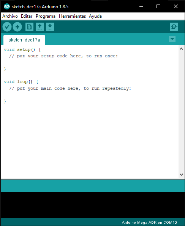 Archivo Editar Programa Herramientas Ayuda
void setup() {
// put your setup code here, to run once:
}
void loop() {
// put your main code here, to run repeatedly:
}